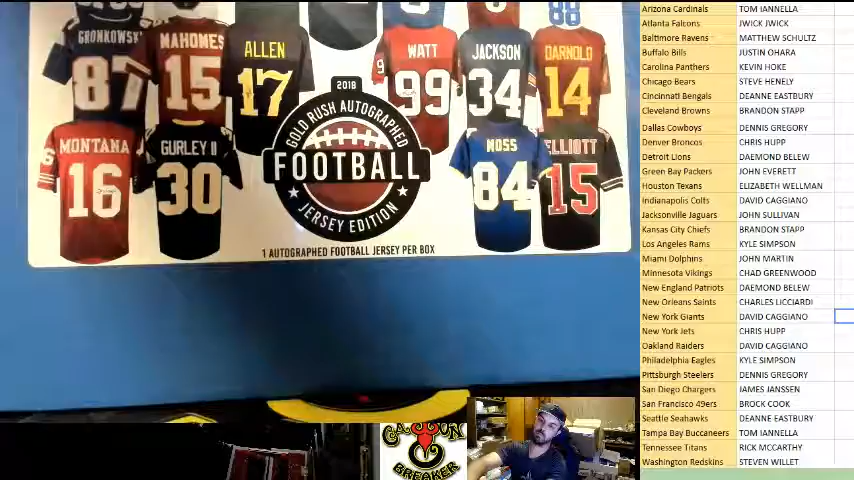 88
GRONKOWSKI
MAHOMES
ALLEN
WATT
JACKSON
DARNOLD
87
15
17
9
99
34
14
2018
GOLD RUSH AUTOGRAPHED
FOOTBALL
JERSEY EDITION
MONTANA
16
GURLEY II
30
MOSS
84
ELLIOTT
15
1 AUTOGRAPHED FOOTBALL JERSEY PER BOX
CARTOON
BREAKER
Arizona Cardinals TOM IANNELLA
Atlanta Falcons JWICK JWICK
Baltimore Ravens MATTHEW SCHULTZ
Buffalo Bills JUSTIN OHARA
Carolina Panthers KEVIN HOKE
Chicago Bears STEVE HENELY
Cincinnati Bengals DEANNE EASTBURY
Cleveland Browns BRANDON STAPP
Dallas Cowboys DENNIS GREGORY
Denver Broncos CHRIS HUPP
Detroit Lions DAEMOND BELEW
Green Bay Packers JOHN EVERETT
Houston Texans ELIZABETH WELLMAN
Indianapolis Colts DAVID CAGGIANO
Jacksonville Jaguars JOHN SULLIVAN
Kansas City Chiefs BRANDON STAPP
Los Angeles Rams KYLE SIMPSON
Miami Dolphins JOHN MARTIN
Minnesota Vikings CHAD GREENWOOD
New England Patriots DAEMOND BELEW
New Orleans Saints CHARLES LICCIARDI
New York Giants DAVID CAGGIANO
New York Jets CHRIS HUPP
Oakland Raiders DAVID CAGGIANO
Philadelphia Eagles KYLE SIMPSON
Pittsburgh Steelers DENNIS GREGORY
San Diego Chargers JAMES JANSSEN
San Francisco 49ers BROCK COOK
Seattle Seahawks DEANNE EASTBURY
Tampa Bay Buccaneers TOM IANNELLA
Tennessee Titans RICK MCCARTHY
Washington Redskins STEVEN WILLET